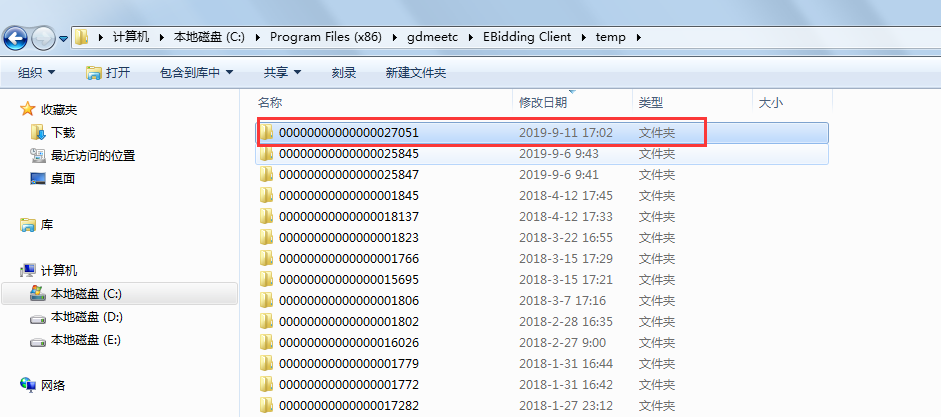 计算机 ▸ 本地磁盘 (C:) ▸ Program Files (x86) ▸ gdmeetc ▸ EBidding Client ▸ temp ▸
组织 打开 包含到库中 共享 刻录 新建文件夹
收藏夹
下载
最近访问的位置
桌面
库
计算机
本地磁盘 (C:)
本地磁盘 (D:)
本地磁盘 (E:)
网络
名称 修改日期 类型 大小
00000000000000027051 2019-9-11 17:02 文件夹
00000000000000025845 2019-9-6 9:43 文件夹
00000000000000025847 2019-9-6 9:41 文件夹
00000000000000001845 2018-4-12 17:45 文件夹
00000000000000018137 2018-4-12 17:33 文件夹
00000000000000001823 2018-3-22 16:55 文件夹
00000000000000001766 2018-3-15 17:29 文件夹
00000000000000015695 2018-3-15 17:21 文件夹
00000000000000001806 2018-3-7 17:16 文件夹
00000000000000001802 2018-2-28 16:35 文件夹
00000000000000016026 2018-2-27 9:00 文件夹
00000000000000001779 2018-1-31 16:44 文件夹
00000000000000001772 2018-1-31 16:42 文件夹
00000000000000017282 2018-1-27 23:12 文件夹